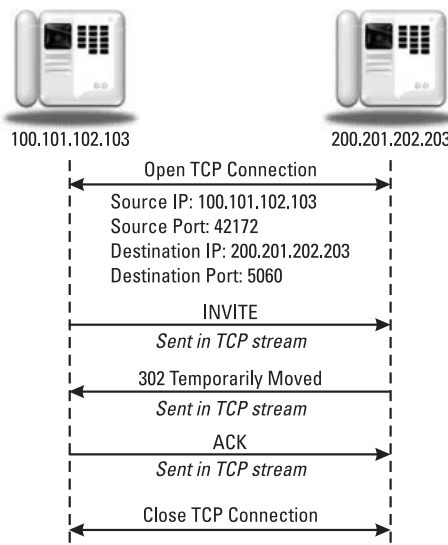 100.101.102.103
200.201.202.203
Open TCP Connection
Source IP: 100.101.102.103
Source Port: 42172
Destination IP: 200.201.202.203
Destination Port: 5060
INVITE
Sent in TCP stream
302 Temporarily Moved
Sent in TCP stream
ACK
Sent in TCP stream
Close TCP Connection